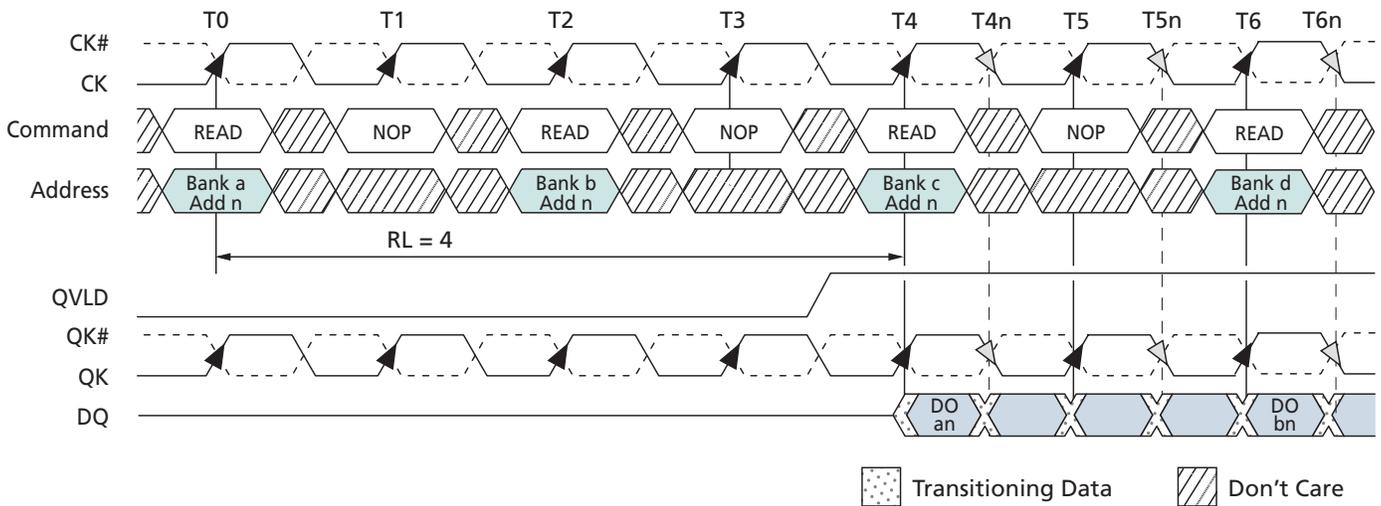 T0 T1 T2 T3 T4 T4n T5 T5n T6 T6n
CK#
CK
Command READ NOP READ NOP READ NOP READ
Address Bank a Add n Bank b Add n Bank c Add n Bank d Add n
RL = 4
QVLD
QK#
QK
DQ DO an DO bn
Transitioning Data Don't Care